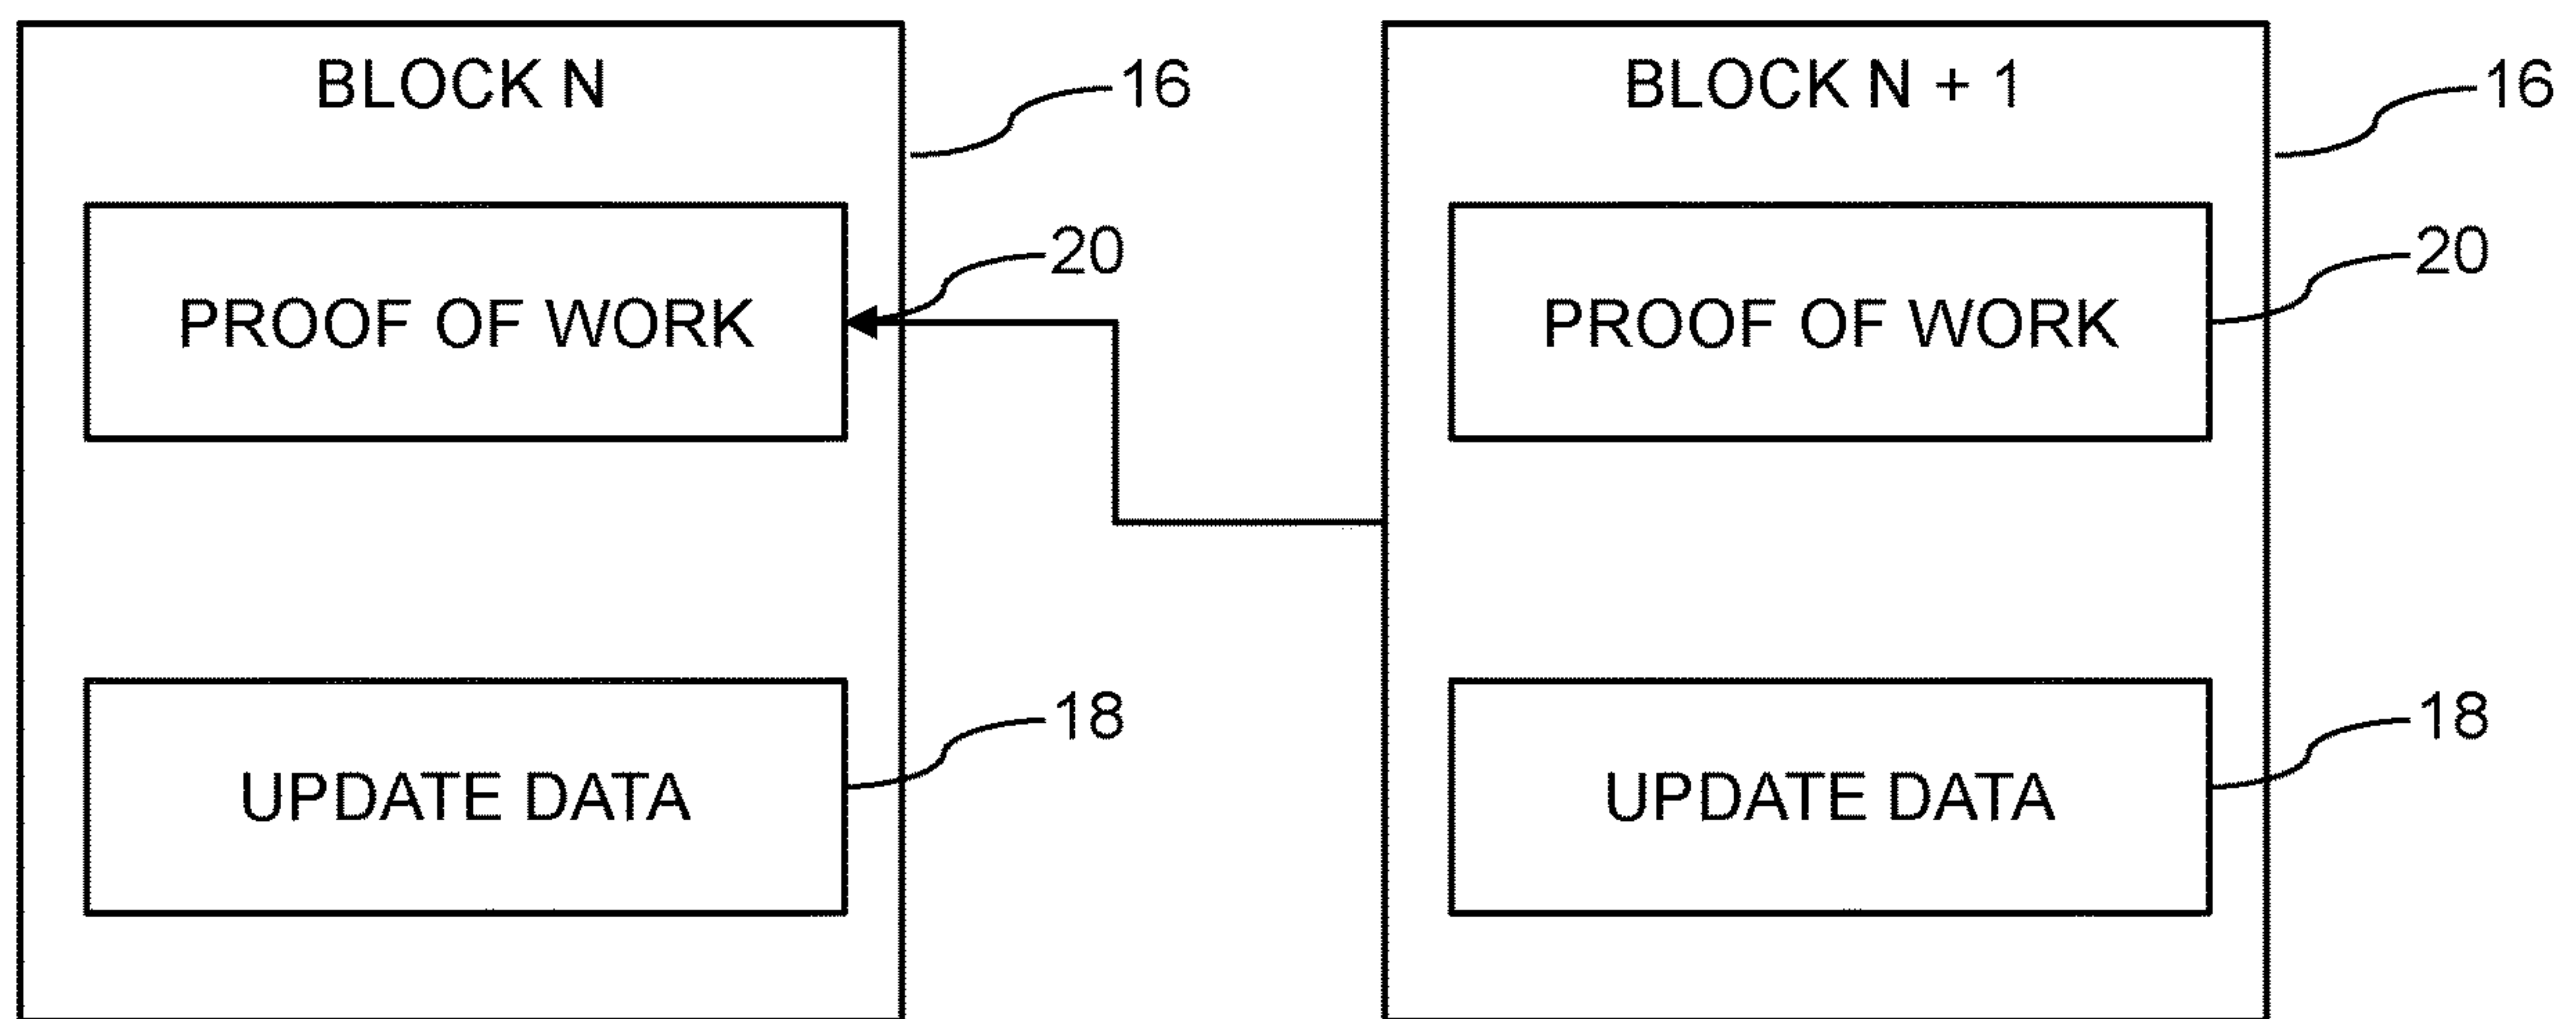 BLOCK N
16
PROOF OF WORK
20
UPDATE DATA
18
BLOCK N + 1
16
PROOF OF WORK
20
UPDATE DATA
18